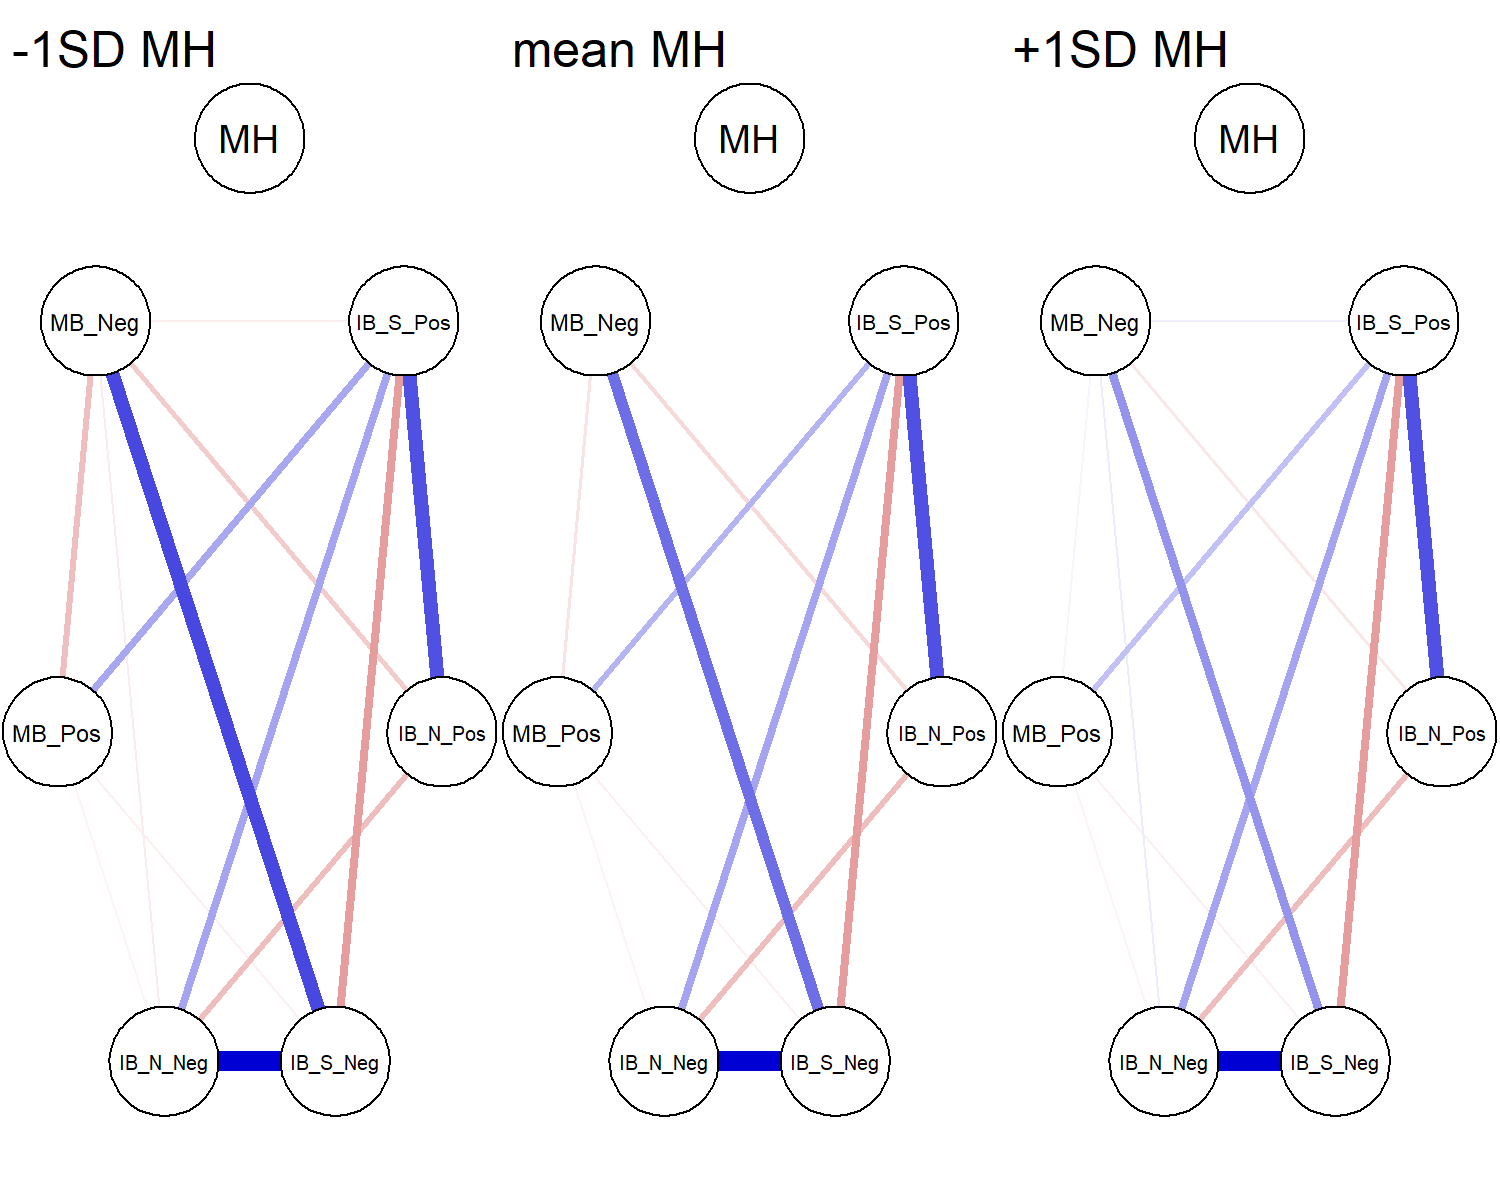 -1SD MH
mean MH
+1SD MH
MH
MH
MH
MB_Neg
IB_S_Pos
MB_Neg
IB_S_Pos
MB_Neg
IB_S_Pos
MB_Pos
IB_N_Pos
MB_Pos
IB_N_Pos
MB_Pos
IB_N_Pos
IB_N_Neg
IB_S_Neg
IB_N_Neg
IB_S_Neg
IB_N_Neg
IB_S_Neg